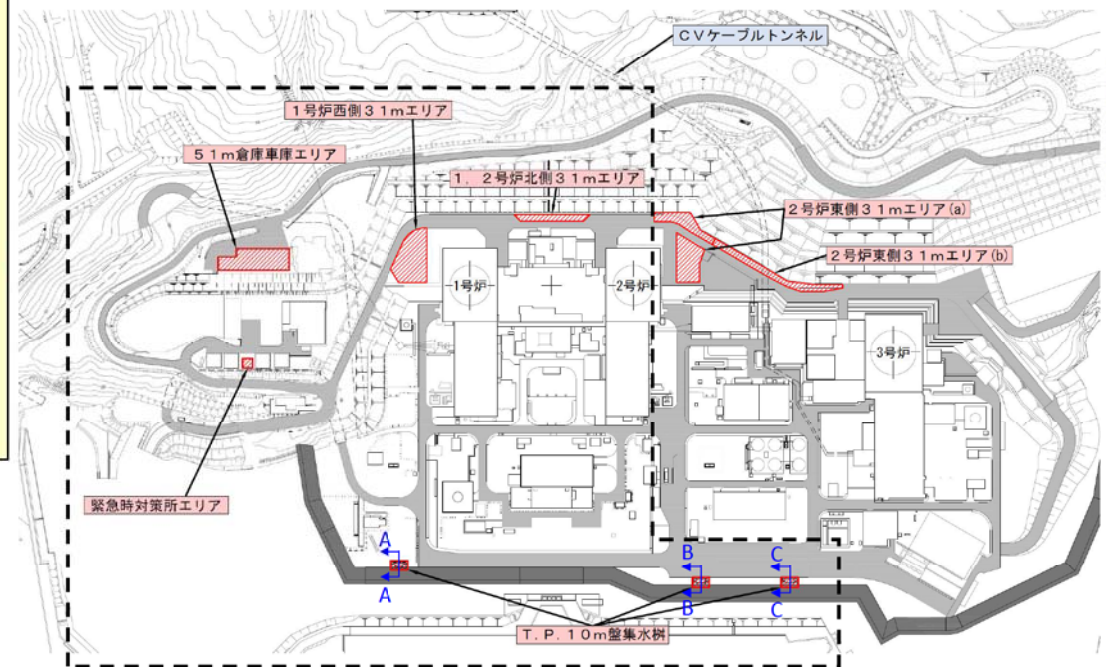 CVケーブルトンネル
1号炉西側31mエリア
51m倉庫車庫エリア
1,2号炉北側31mエリア
2号炉東側31mエリア(a)
2号炉東側31mエリア(b)
1号炉
2号炉
3号炉
緊急時対策所エリア
A
B
C
A
B
C
T.P.10m盤集水桝